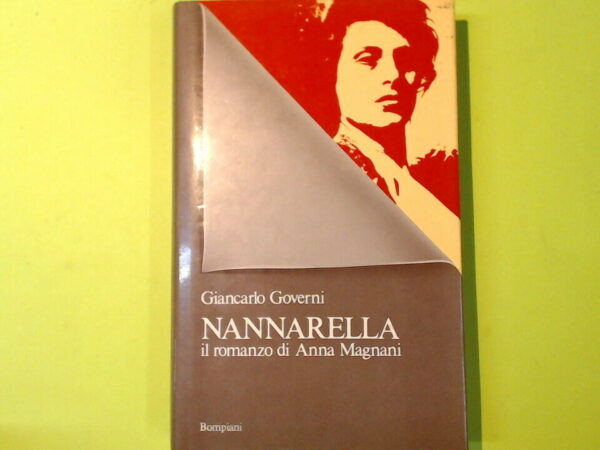 Giancarlo Governi
NANNARELLA
il romanzo di Anna Magnani
Bompiani